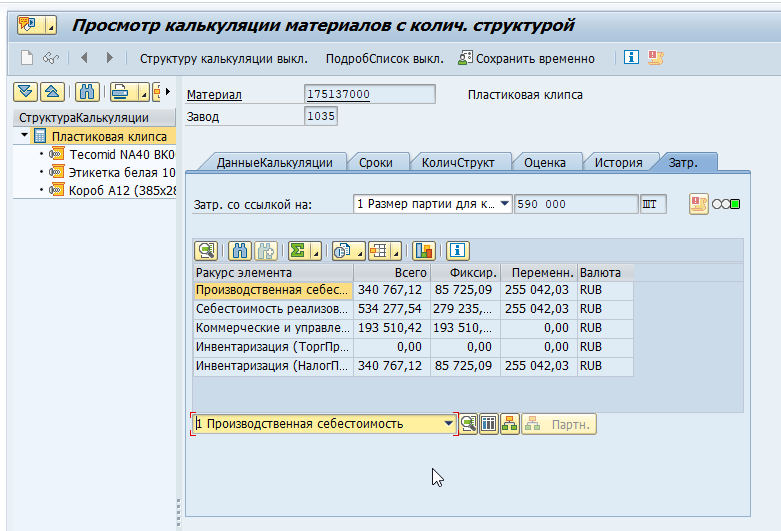 Просмотр калькуляции материалов с колич. структурой
Структуру калькуляции выкл. ПодробСписок выкл. Сохранить временно
Материал 175137000 Пластиковая клипса
Завод 1035
СтруктураКалькуляции
Пластиковая клипса
Tecomid NA40 BK0
Этикетка белая 10
Короб A12 (385x28
ДанныеКалькуляции Сроки КоличСтрукт Оценка История Затр.
Затр. со ссылкой на: 1 Размер партии для к... 590 000 ШТ
Ракурс элемента Всего Фиксир. Переменн. Валюта
Производственная себес... 340 767,12 85 725,09 255 042,03 RUB
Себестоимость реализов... 534 277,54 279 235,... 255 042,03 RUB
Коммерческие и управле... 193 510,42 193 510,... 0,00 RUB
Инвентаризация (ТоргПр... 0,00 0,00 0,00 RUB
Инвентаризация (НалогП... 340 767,12 85 725,09 255 042,03 RUB
1 Производственная себестоимость Партн.